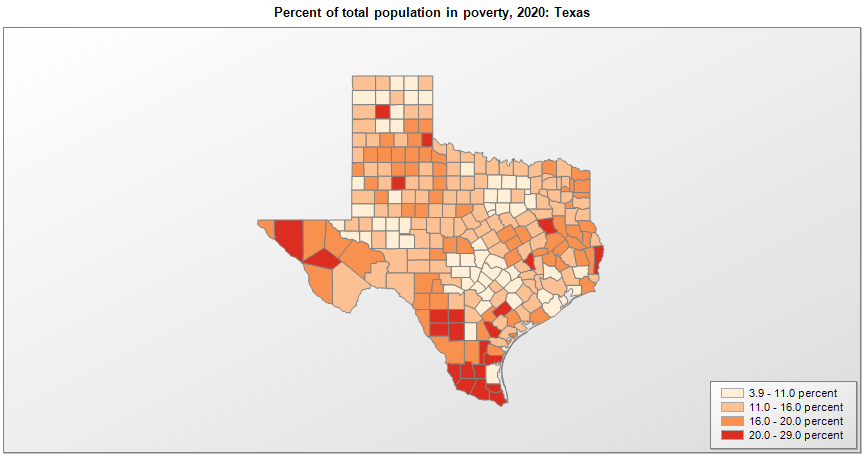 Percent of total population in poverty, 2020: Texas
3.9 - 11.0 percent
11.0 - 16.0 percent
16.0 - 20.0 percent
20.0 - 29.0 percent